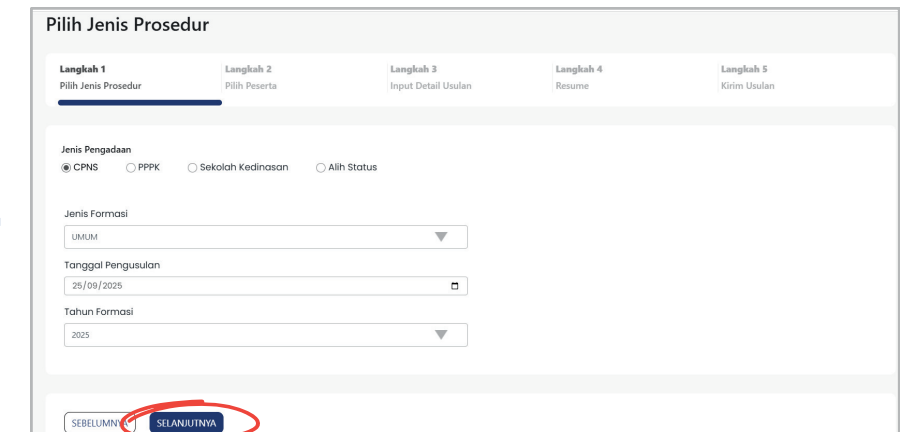 Pilih Jenis Prosedur
Langkah 1 Langkah 2 Langkah 3 Langkah 4 Langkah 5
Pilih Jenis Prosedur Pilih Peserta Input Detail Usulan Resume Kirim Usulan
Jenis Pengadaan
CPNS PPPK Sekolah Kedinasan Alih Status
Jenis Formasi
UMUM
Tanggal Pengusulan
25/09/2025
Tahun Formasi
2025
SEBELUMNYA SELANJUTNYA